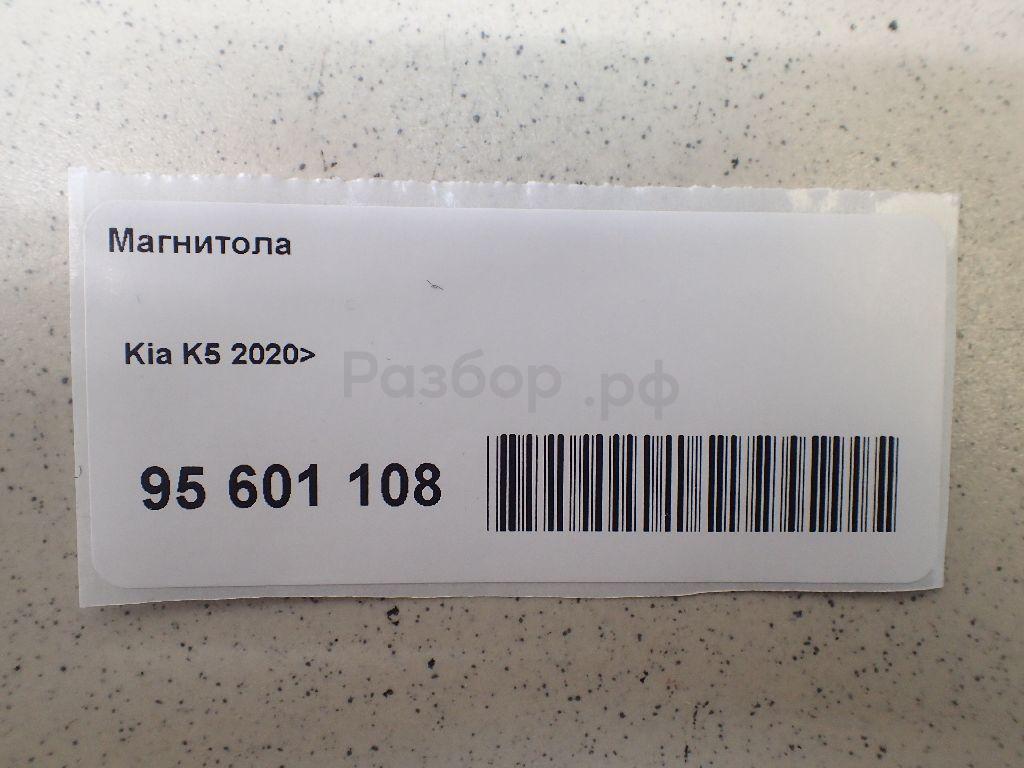 Магнитола
Kia K5 2020>
Разбор.рф
95 601 108